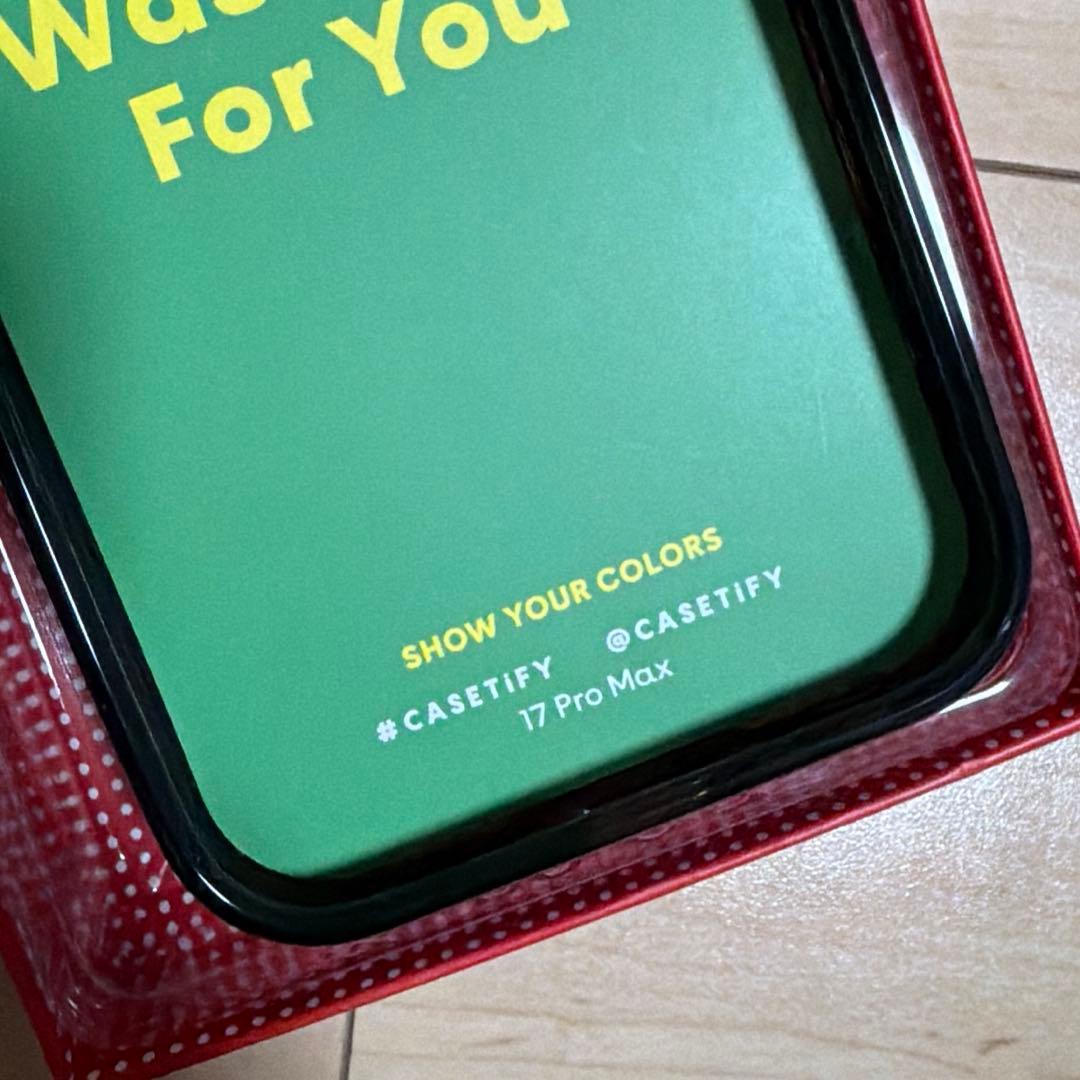 For You
SHOW YOUR COLORS
#CASETiFY @CASETiFY
17 Pro Max